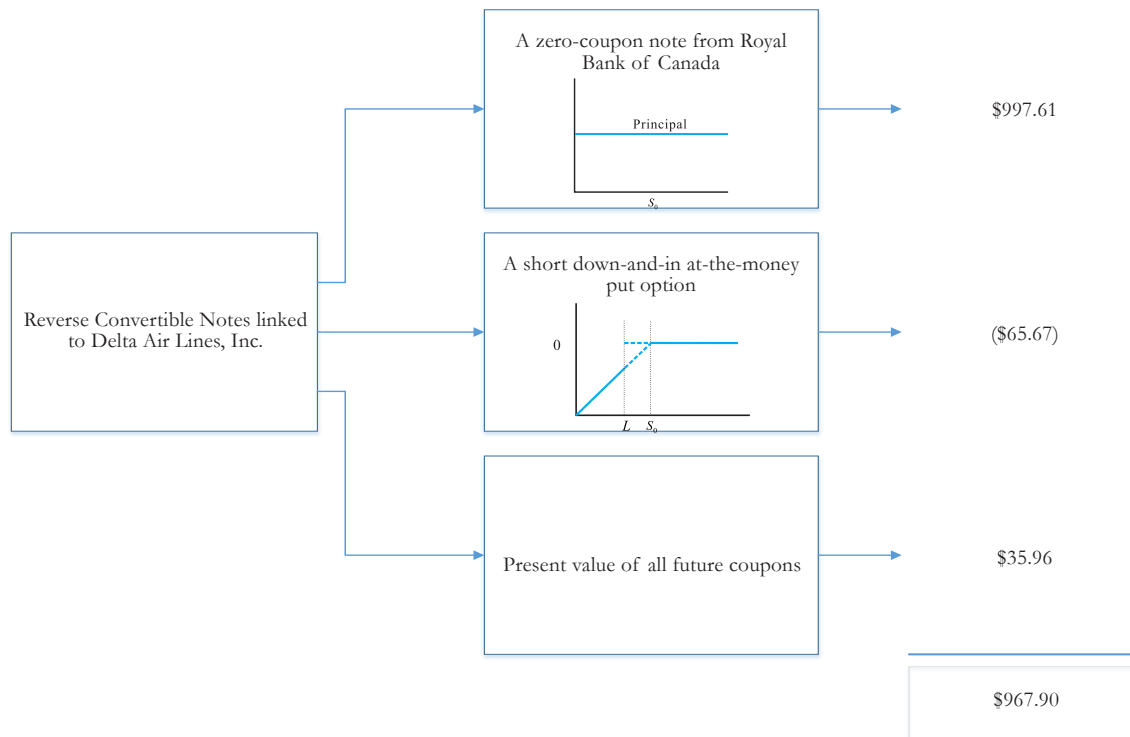 A zero-coupon note from Royal
Bank of Canada
Principal
S₀
$997.61
Reverse Convertible Notes linked
to Delta Air Lines, Inc.
A short down-and-in at-the-money
put option
0
L S₀
($65.67)
Present value of all future coupons
$35.96
$967.90